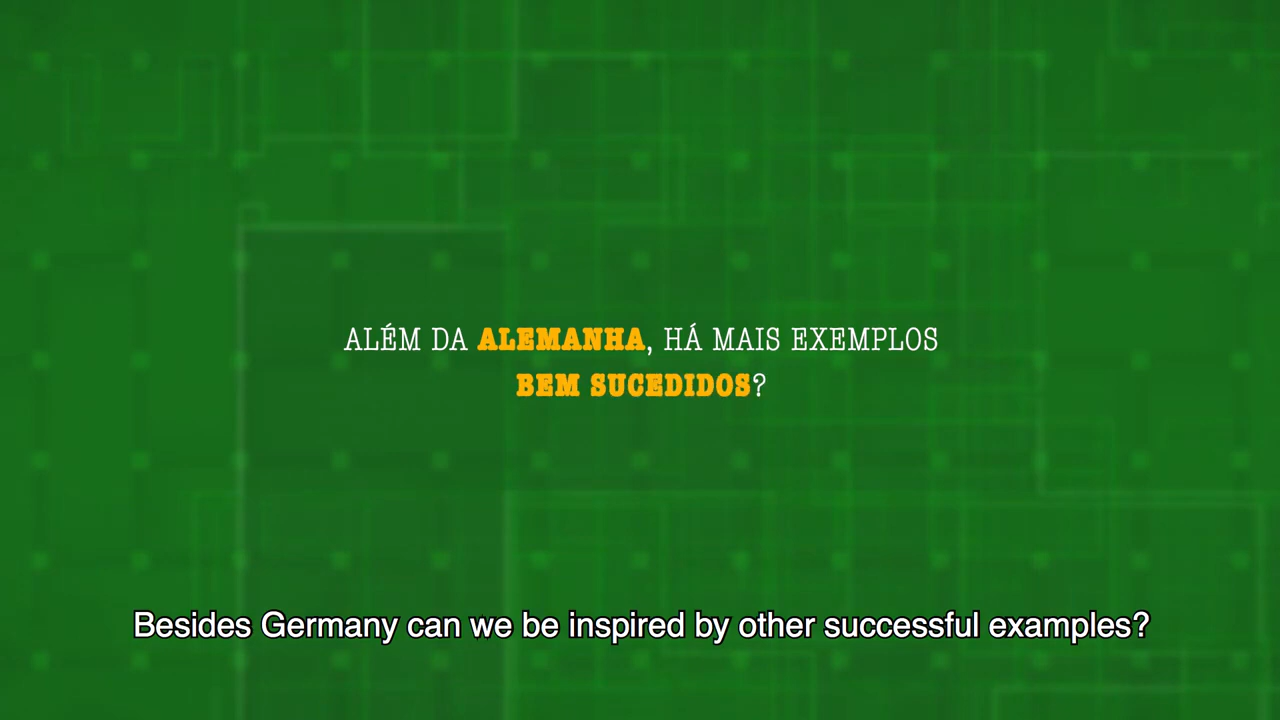 ALÉM DA ALEMANHA, HÁ MAIS EXEMPLOS
BEM SUCEDIDOS?
Besides Germany can we be inspired by other successful examples?